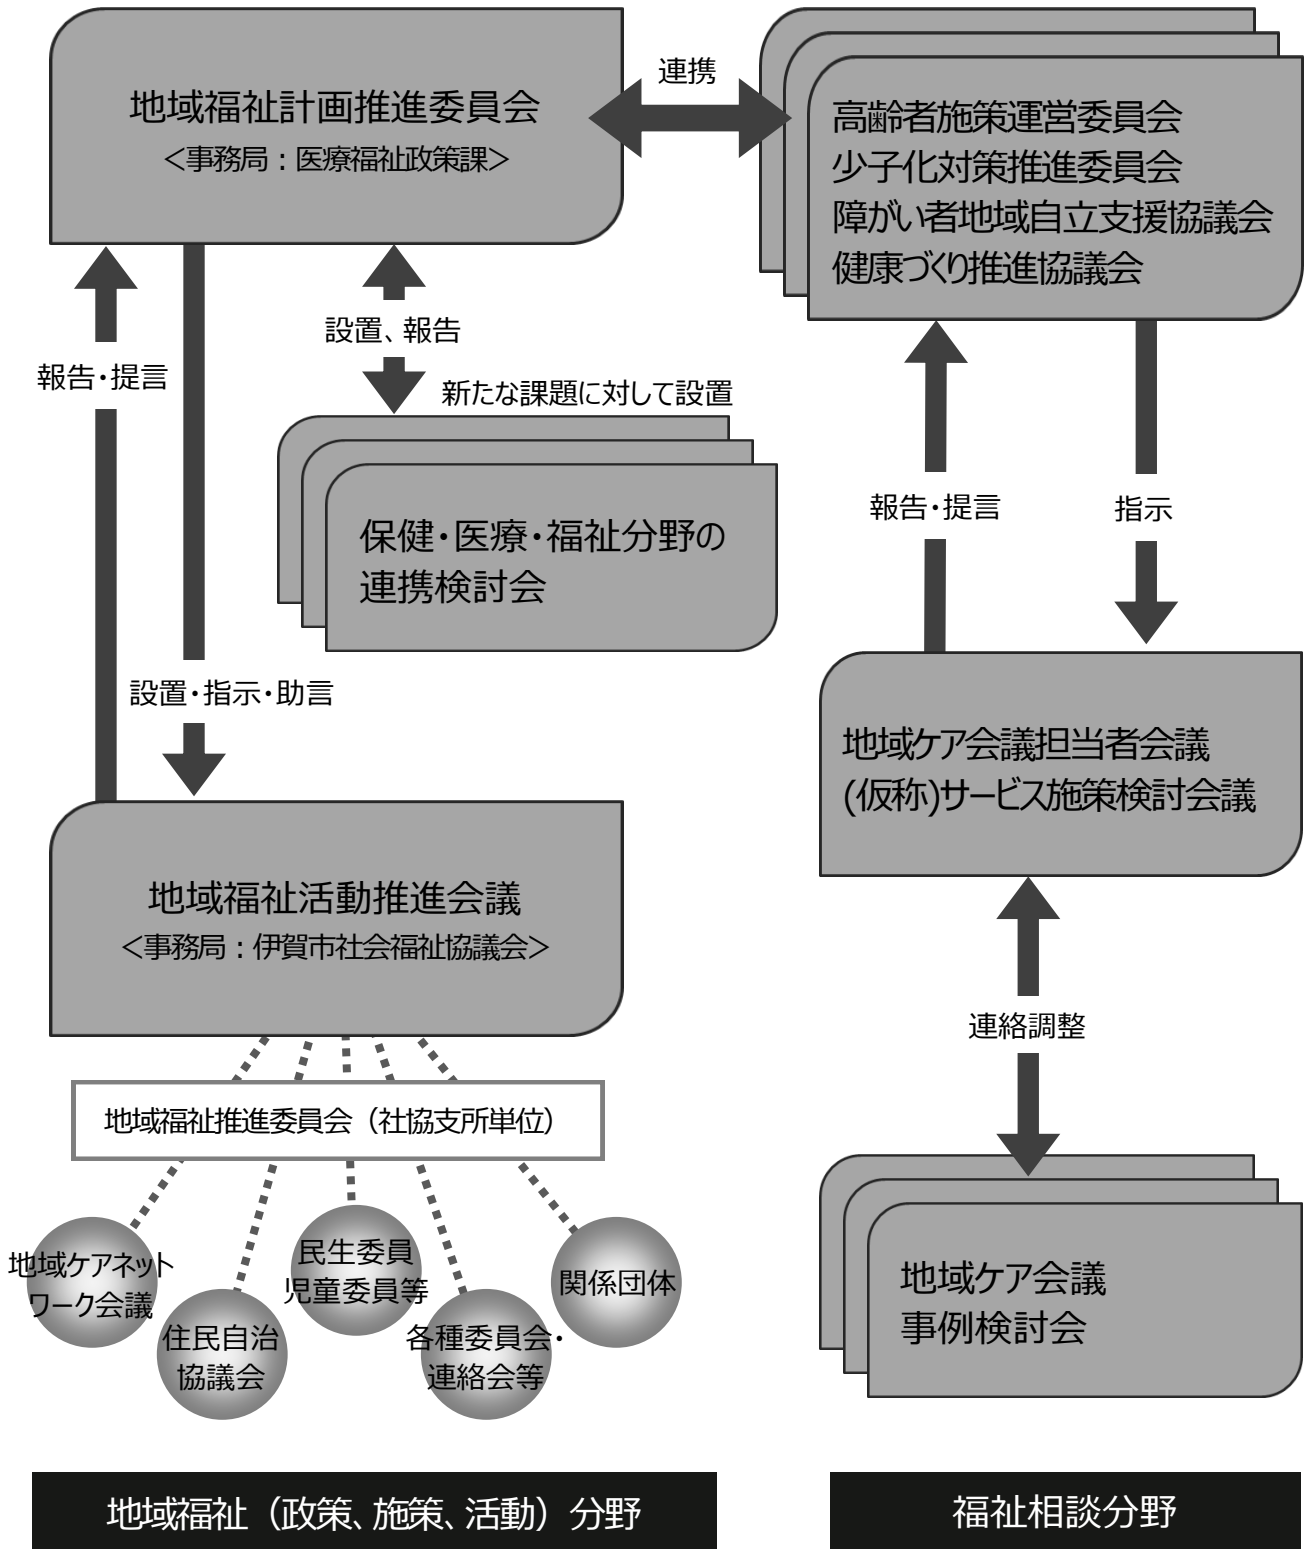 地域福祉計画推進委員会
＜事務局：医療福祉政策課＞
連携
高齢者施策運営委員会
少子化対策推進委員会
障がい者地域自立支援協議会
健康づくり推進協議会
報告・提言
設置、報告
新たな課題に対して設置
保健・医療・福祉分野の
連携検討会
設置・指示・助言
報告・提言
指示
地域ケア会議担当者会議
(仮称)サービス施策検討会議
地域福祉活動推進会議
＜事務局：伊賀市社会福祉協議会＞
連絡調整
地域福祉推進委員会（社協支所単位）
地域ケアネット
ワーク会議
住民自治
協議会
民生委員
児童委員等
各種委員会・
連絡会等
関係団体
地域ケア会議
事例検討会
地域福祉（政策、施策、活動）分野
福祉相談分野